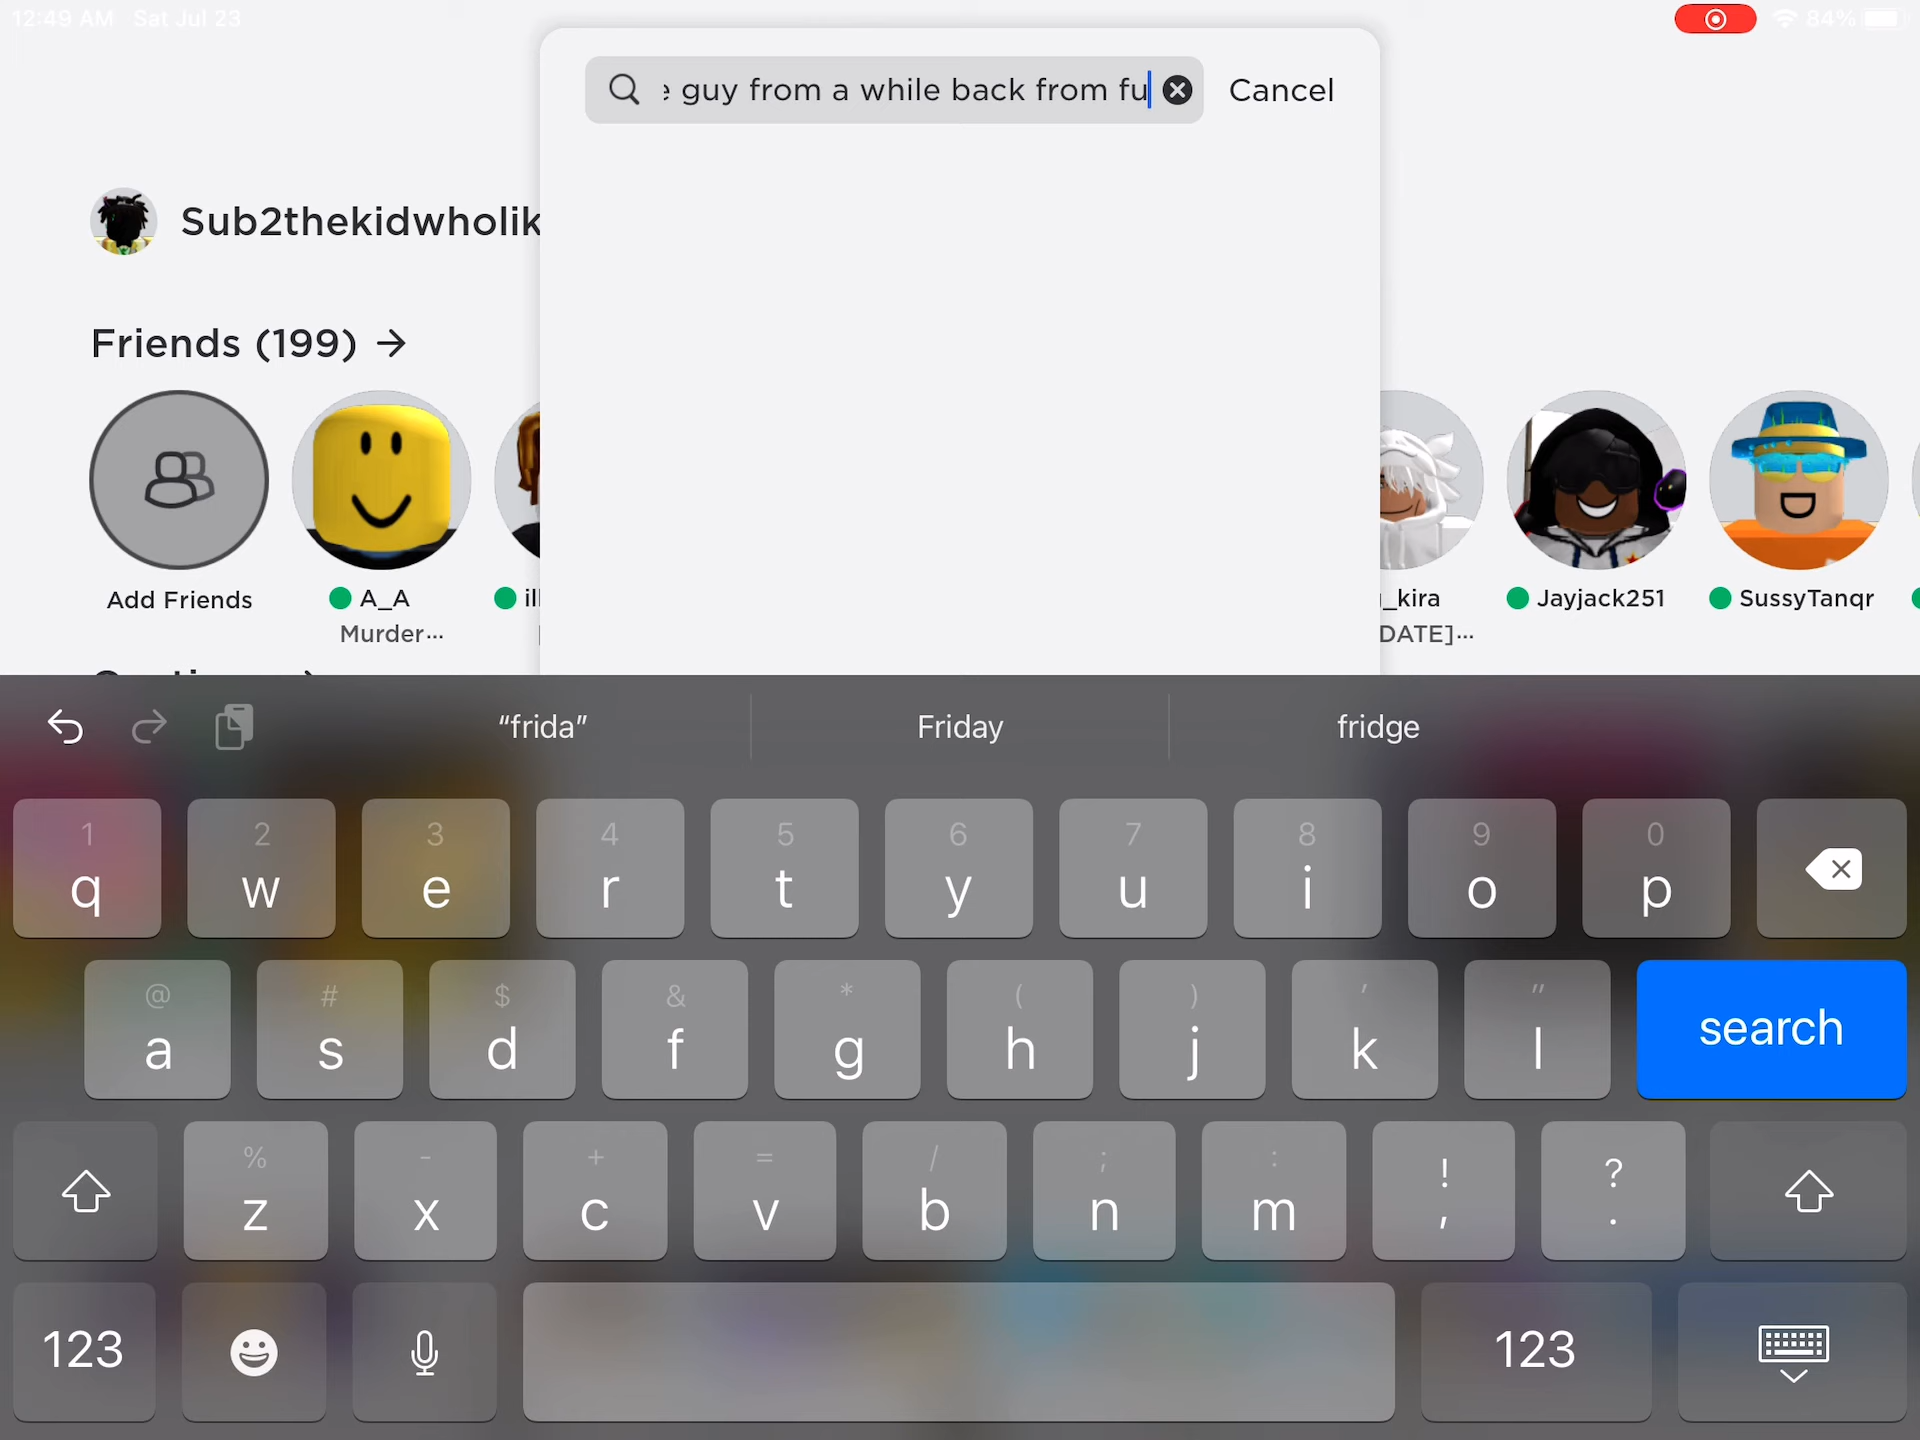 12:49 AM Sat Jul 23
84%
guy from a while back from fu
Cancel
Sub2thekidwholik
Friends (199) →
Add Friends
A_A
Murder...
il
_kira
DATE]...
Jayjack251
SussyTanqr
"frida"
Friday
fridge
1 2 3 4 5 6 7 8 9 0
q w e r t y u i o p
@ # $ & * ( ) ' "
a s d f g h j k l
search
% - + = / ; : ! ?
z x c v b n m , .
123
123